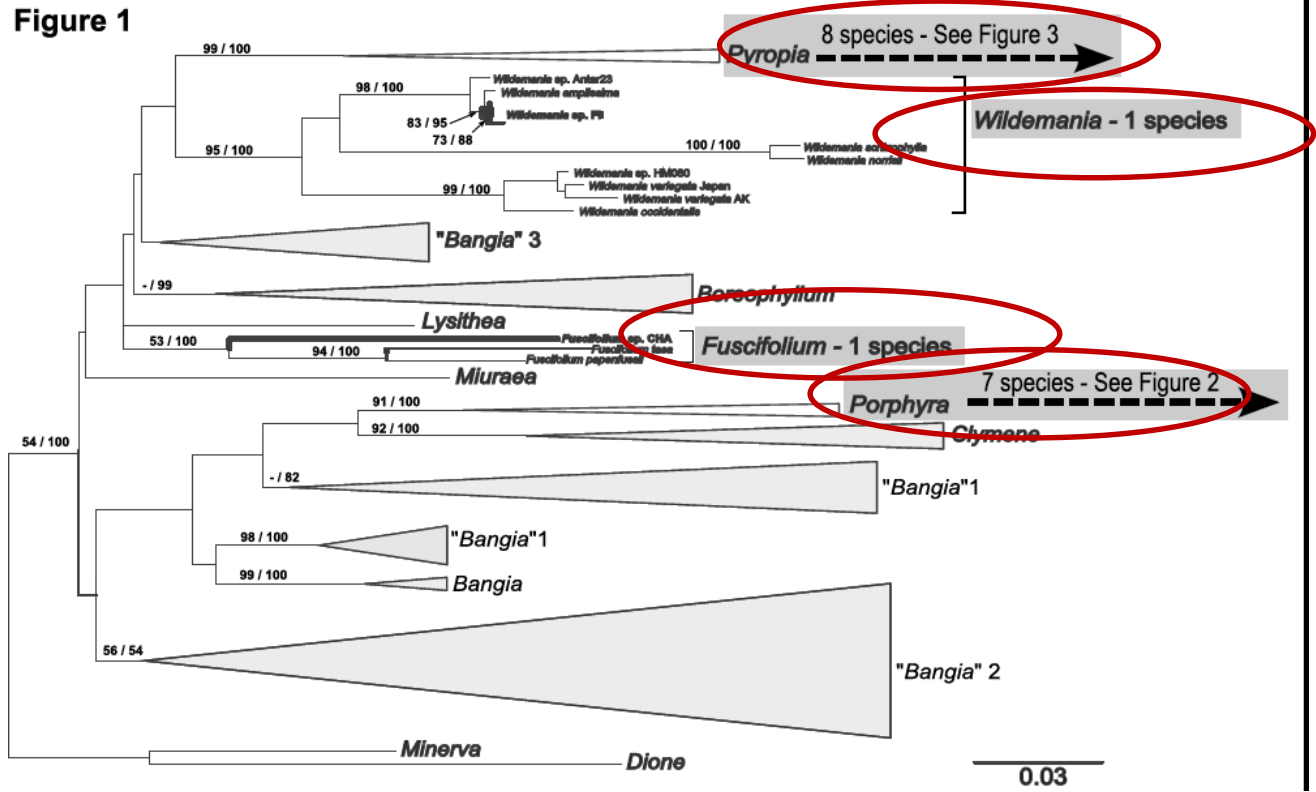 Figure 1
99 / 100
Pyropia
8 species - See Figure 3
98 / 100
Wildemania sp. Antar23
Wildemania amplissima
Wildemania sp. FII
83 / 95
73 / 88
Wildemania - 1 species
95 / 100
100 / 100
Wildemania schizophylla
Wildemania norrisii
99 / 100
Wildemania sp. HM080
Wildemania variegata Japan
Wildemania variegata AK
Wildemania occidentalis
"Bangia" 3
- / 99
Boreophyllum
Lysithea
53 / 100
Fuscifolium sp. CHA
94 / 100
Fuscifolium tasa
Fuscifolium papenfussii
Fuscifolium - 1 species
Miuraea
91 / 100
Porphyra
7 species - See Figure 2
92 / 100
Clymene
54 / 100
- / 82
"Bangia"1
98 / 100
"Bangia"1
99 / 100
Bangia
56 / 54
"Bangia" 2
Minerva
Dione
0.03